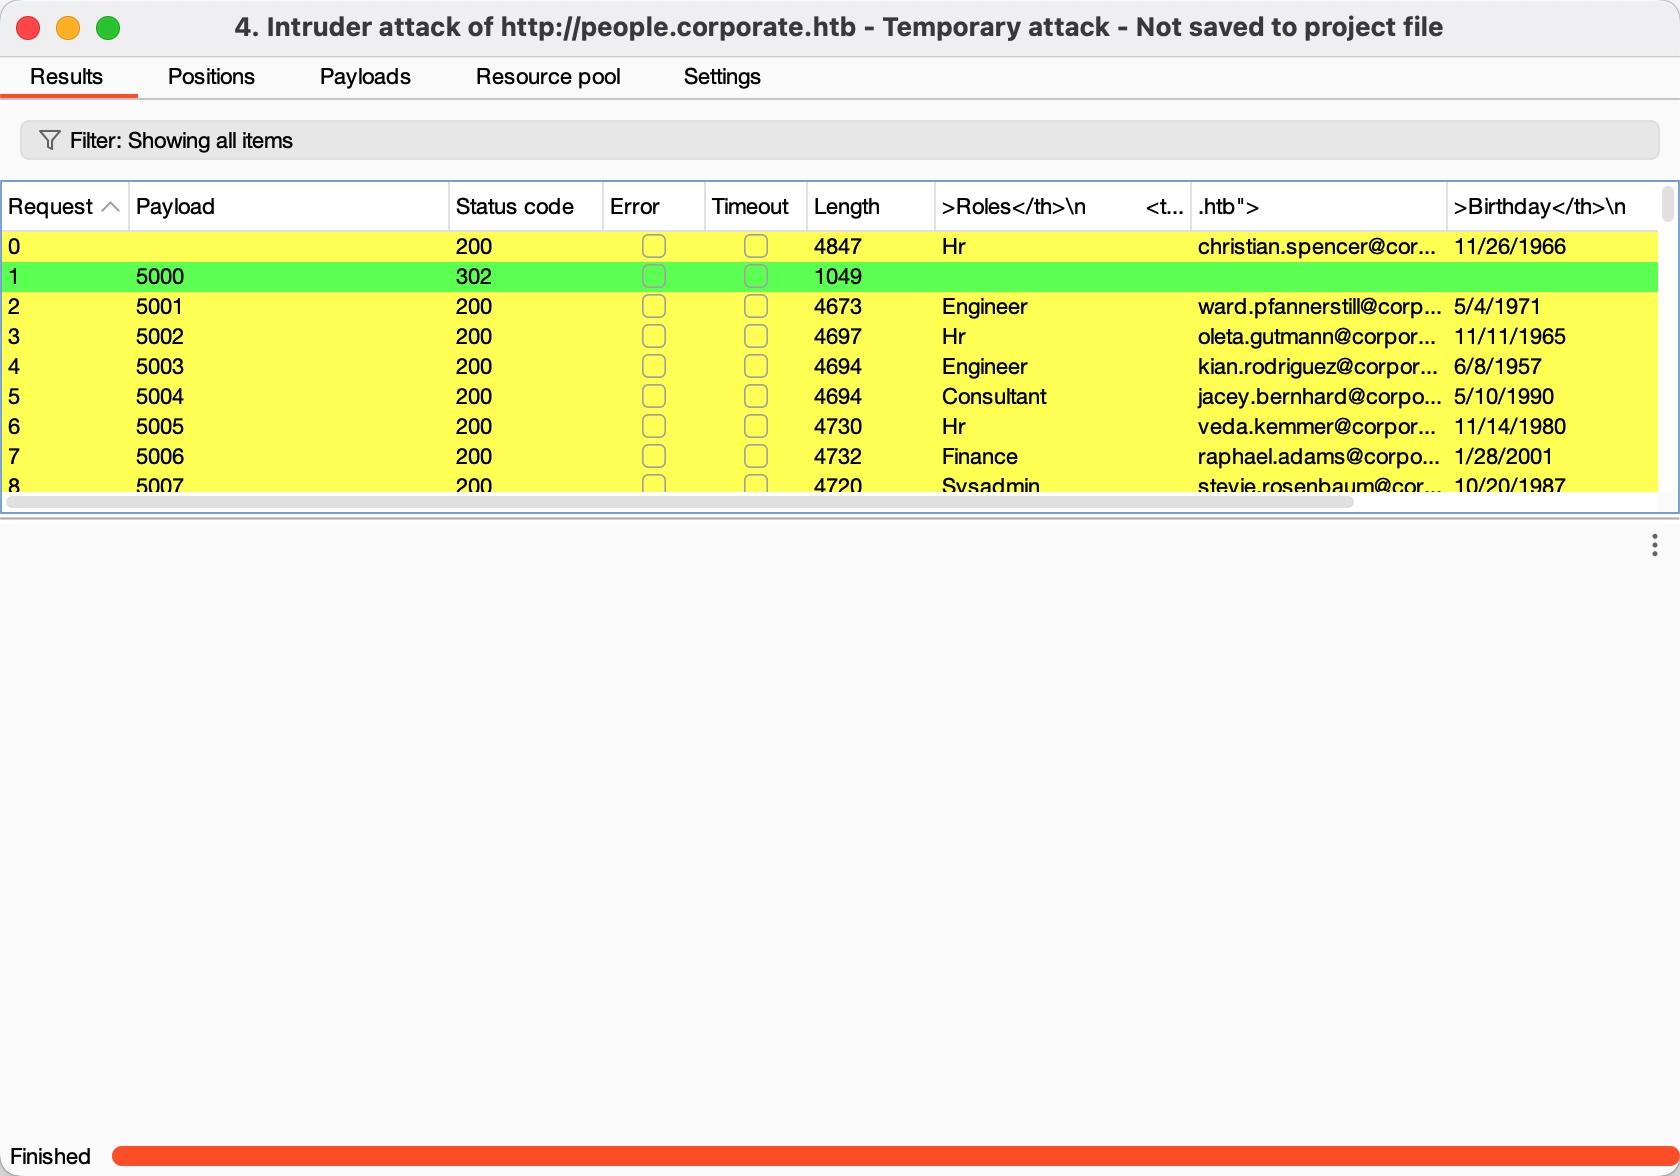 4. Intruder attack of http://people.corporate.htb - Temporary attack - Not saved to project file
Results Positions Payloads Resource pool Settings
Filter: Showing all items
Request Payload Status code Error Timeout Length >Roles</th>\n <t... .htb"> >Birthday</th>\n
0 200 4847 Hr christian.spencer@cor... 11/26/1966
1 5000 302 1049
2 5001 200 4673 Engineer ward.pfannerstill@corp... 5/4/1971
3 5002 200 4697 Hr oleta.gutmann@corpor... 11/11/1965
4 5003 200 4694 Engineer kian.rodriguez@corpor... 6/8/1957
5 5004 200 4694 Consultant jacey.bernhard@corpo... 5/10/1990
6 5005 200 4730 Hr veda.kemmer@corpor... 11/14/1980
7 5006 200 4732 Finance raphael.adams@corpo... 1/28/2001
8 5007 200 4720 Sysadmin stevie.rosenbaum@cor... 10/20/1987
Finished